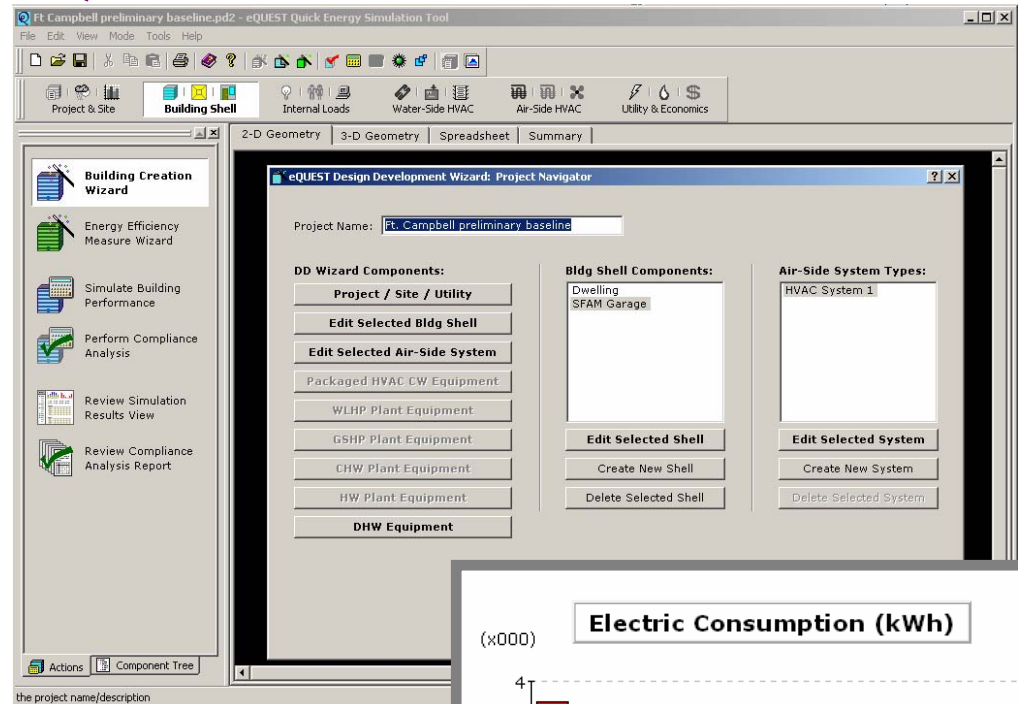 Ft Campbell preliminary baseline.pd2 - eQUEST Quick Energy Simulation Tool
File Edit View Mode Tools Help
Project & Site
Building Shell
Internal Loads
Water-Side HVAC
Air-Side HVAC
Utility & Economics
2-D Geometry
3-D Geometry
Spreadsheet
Summary
Building Creation
Wizard
Energy Efficiency
Measure Wizard
Simulate Building
Performance
Perform Compliance
Analysis
Review Simulation
Results View
Review Compliance
Analysis Report
Actions
Component Tree
the project name/description
eQUEST Design Development Wizard: Project Navigator
Project Name: Ft. Campbell preliminary baseline
DD Wizard Components:
Project / Site / Utility
Edit Selected Bldg Shell
Edit Selected Air-Side System
Packaged HVAC CW Equipment
WLHP Plant Equipment
GSHP Plant Equipment
CHW Plant Equipment
HW Plant Equipment
DHW Equipment
Bldg Shell Components:
Dwelling
SFAM Garage
Edit Selected Shell
Create New Shell
Delete Selected Shell
Air-Side System Types:
HVAC System 1
Edit Selected System
Create New System
Delete Selected System
Electric Consumption (kWh)
(x000)
4